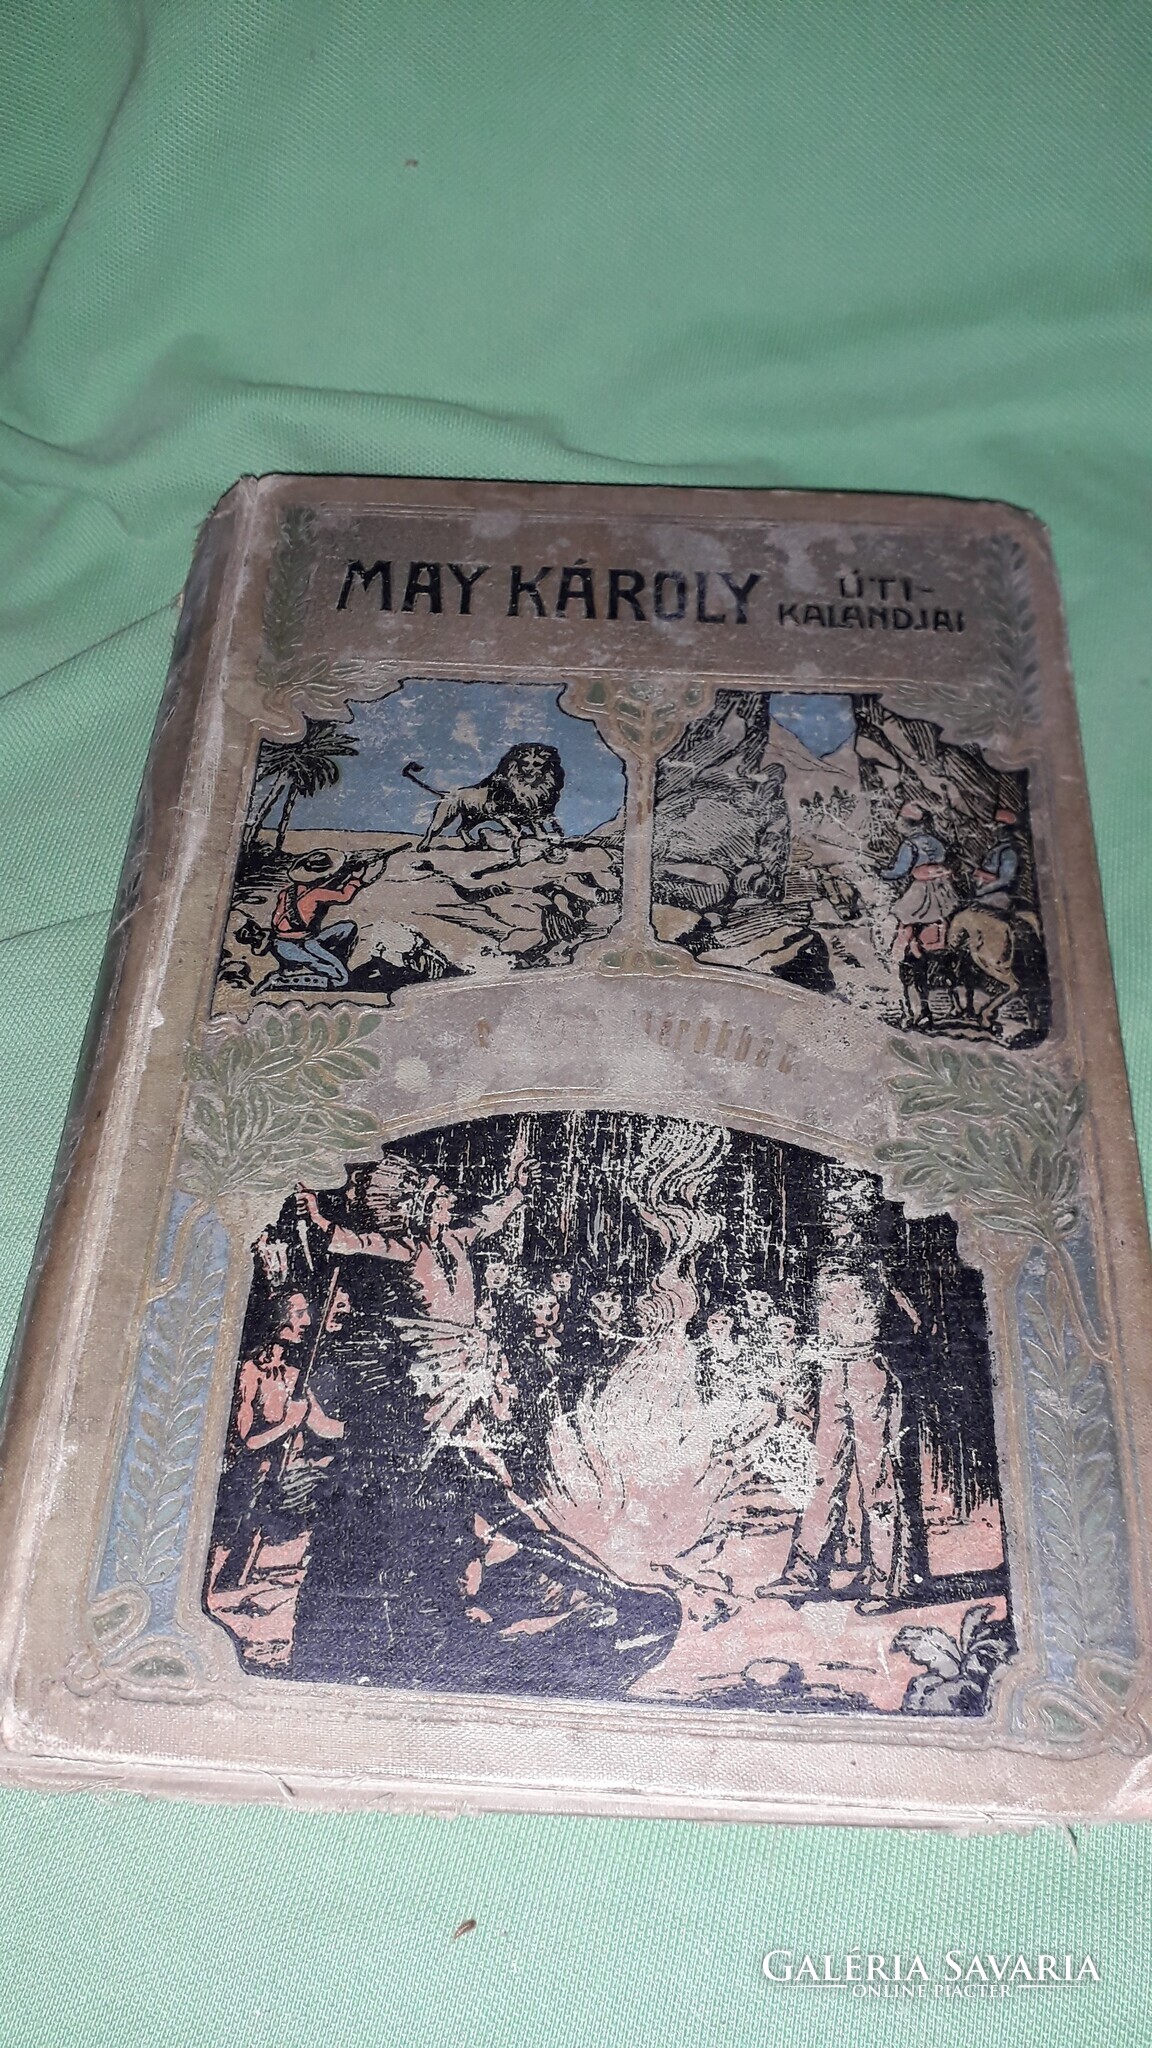 MAY KÁROLY ÚTI-
KALANDJAI
GALÉRIA SAVARIA
ONLINE PIACTÉR